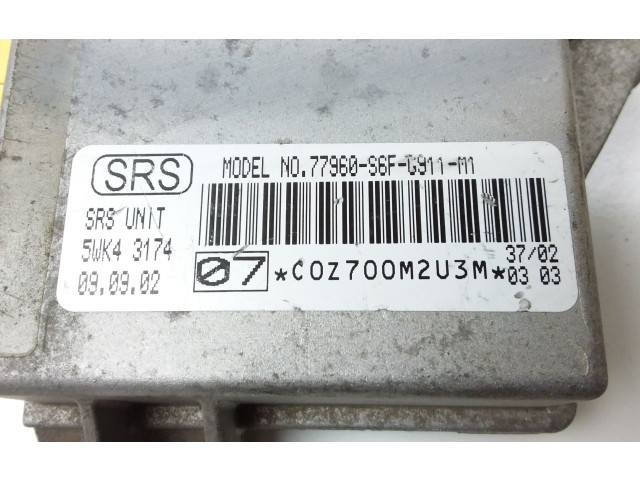 SRS
MODEL NO.77960-S6F-G911-M1
SRS UNIT
5WK4 3174
09.09.02
07
*C0Z700M2U3M*
37/02
03 03